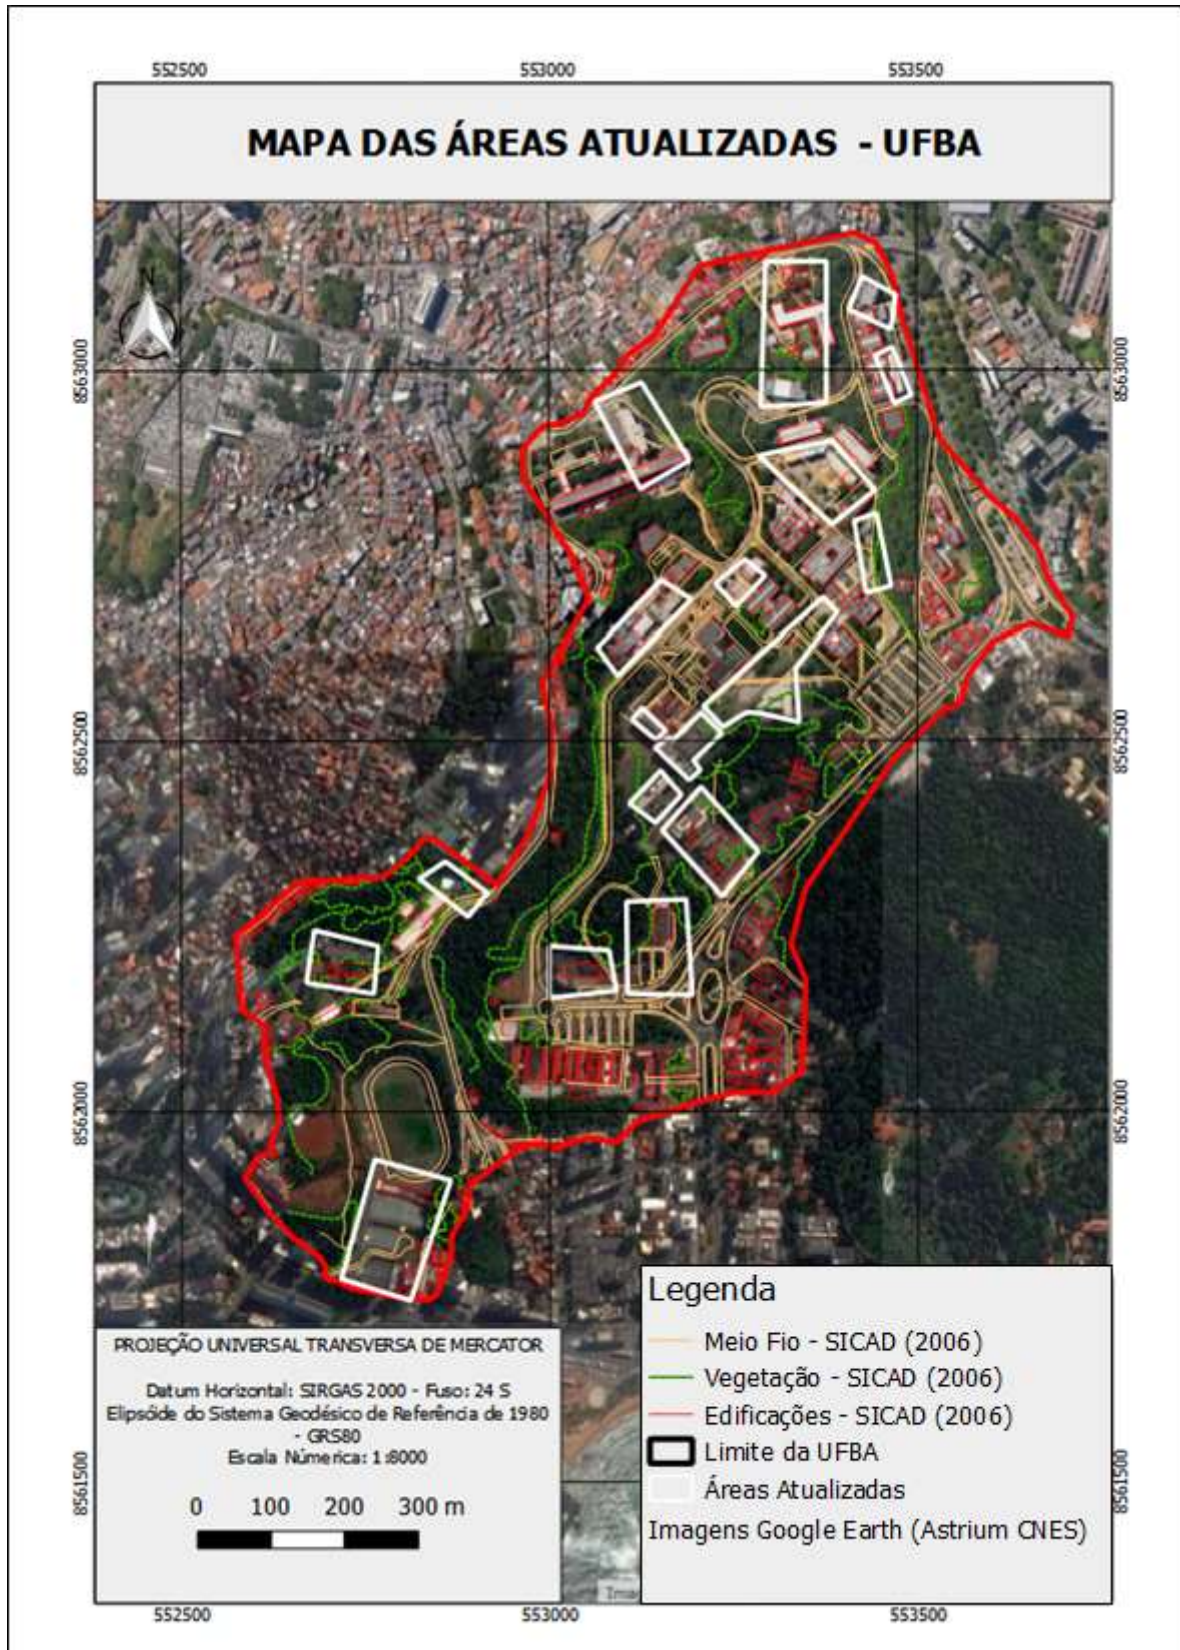 552500 553000 553500
MAPA DAS ÁREAS ATUALIZADAS - UFBA
N
8563000 8563000
8562500 8562500
8562000 8562000
8561500 8561500
PROJEÇÃO UNIVERSAL TRANSVERSA DE MERCATOR
Datum Horizontal: SIRGAS 2000 - Fuso: 24 S
Elipsóide do Sistema Geodésico de Referência de 1980
- GRS80
Escala Númerica: 1:8000
0 100 200 300 m
Legenda
Meio Fio - SICAD (2006)
Vegetação - SICAD (2006)
Edificações - SICAD (2006)
Limite da UFBA
Áreas Atualizadas
Imagens Google Earth (Astrium CNES)
552500 553000 553500